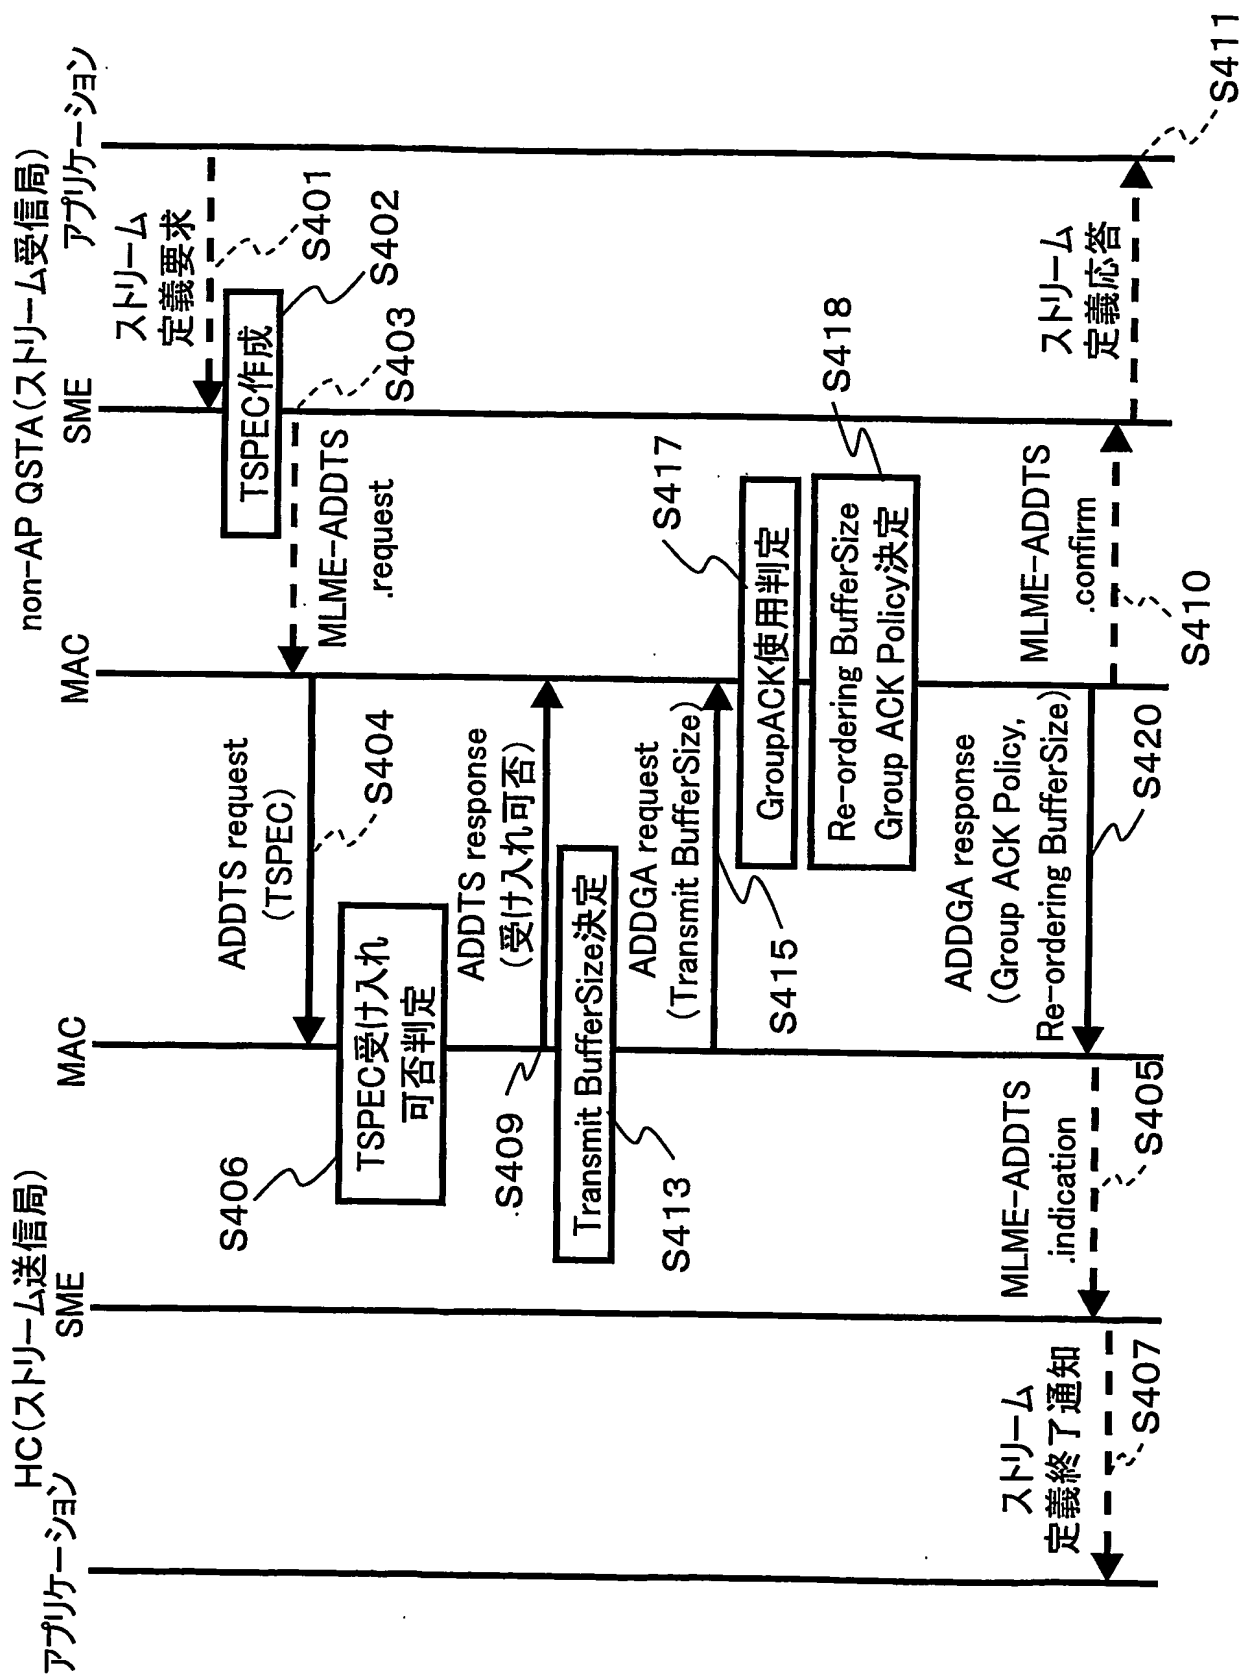 HC(ストリーム送信局)
non-AP QSTA(ストリーム受信局)
アプリケーション
SME
MAC
MAC
SME
アプリケーション
ストリーム
定義要求
S401
TSPEC作成
S402
S403
MLME-ADDTS
.request
ADDTS request
(TSPEC)
S404
S406
TSPEC受け入れ
可否判定
ADDTS response
(受け入れ可否)
S409
Transmit BufferSize決定
S413
ADDGA request
(Transmit BufferSize)
S415
S417
GroupACK使用判定
S418
Re-ordering BufferSize
Group ACK Policy決定
ADDGA response
(Group ACK Policy,
Re-ordering BufferSize)
S420
MLME-ADDTS
.indication
S405
ストリーム
定義終了通知
S407
MLME-ADDTS
.confirm
S410
ストリーム
定義応答
S411